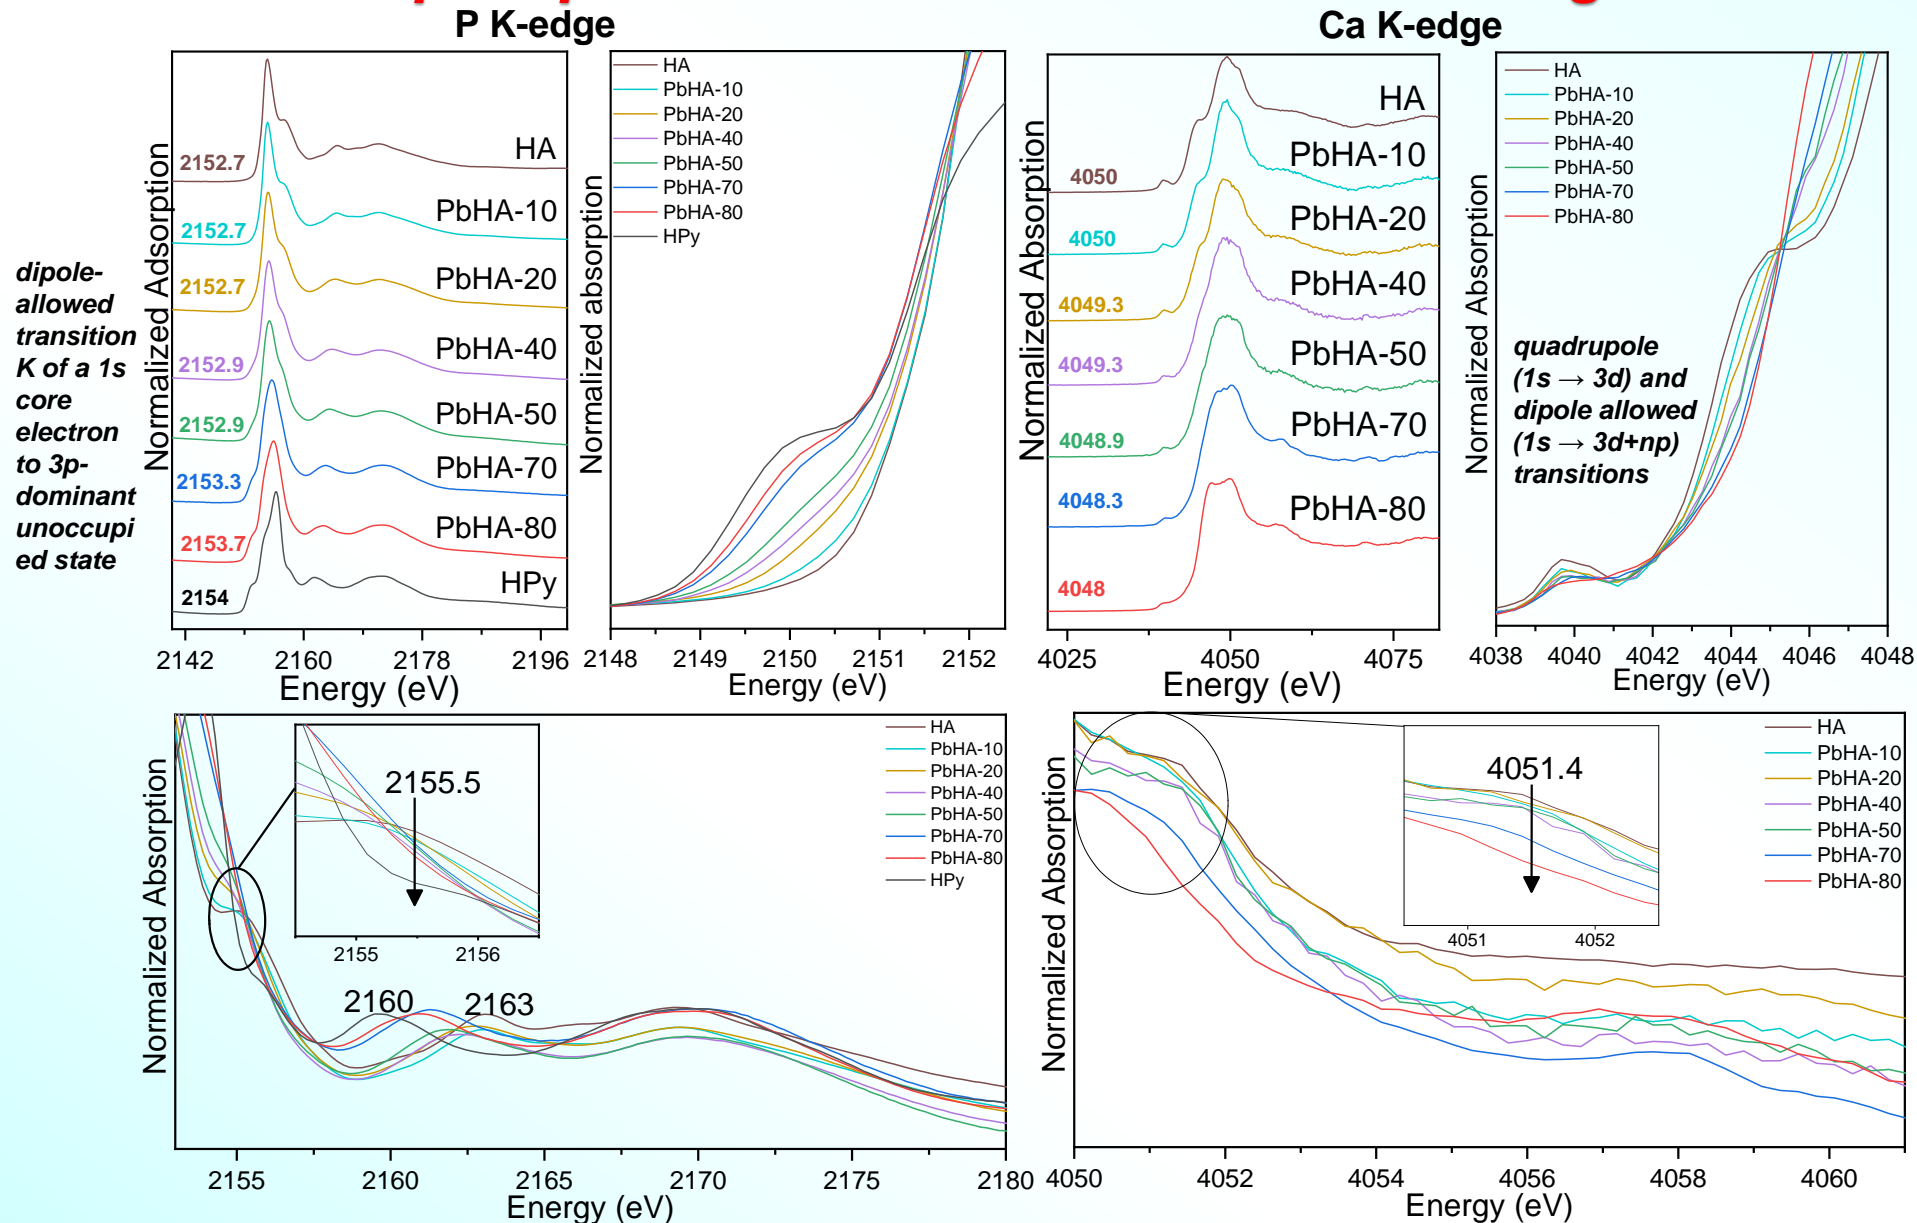 P K-edge
Ca K-edge
dipole-
allowed
transition
K of a 1s
core
electron
to 3p-
dominant
unoccupi
ed state
Normalized Adsorption
2152.7
HA
2152.7
PbHA-10
2152.7
PbHA-20
2152.9
PbHA-40
2152.9
PbHA-50
2153.3
PbHA-70
2153.7
PbHA-80
2154
HPy
2142 2160 2178 2196
Energy (eV)
Normalized absorption
HA
PbHA-10
PbHA-20
PbHA-40
PbHA-50
PbHA-70
PbHA-80
HPy
2148 2149 2150 2151 2152
Energy (eV)
Normalized Absorption
4050
HA
4050
PbHA-10
4049.3
PbHA-20
4049.3
PbHA-40
4048.9
PbHA-50
4048.3
PbHA-70
4048
PbHA-80
4025 4050 4075
Energy (eV)
Normalized Absorption
HA
PbHA-10
PbHA-20
PbHA-40
PbHA-50
PbHA-70
PbHA-80
quadrupole
(1s → 3d) and
dipole allowed
(1s → 3d+np)
transitions
4038 4040 4042 4044 4046 4048
Energy (eV)
Normalized Absorption
2155.5
2155 2156
HA
PbHA-10
PbHA-20
PbHA-40
PbHA-50
PbHA-70
PbHA-80
HPy
2160 2163
2155 2160 2165 2170 2175 2180
Energy (eV)
Normalized Absorption
4051.4
4051 4052
HA
PbHA-10
PbHA-20
PbHA-40
PbHA-50
PbHA-70
PbHA-80
4050 4052 4054 4056 4058 4060
Energy (eV)